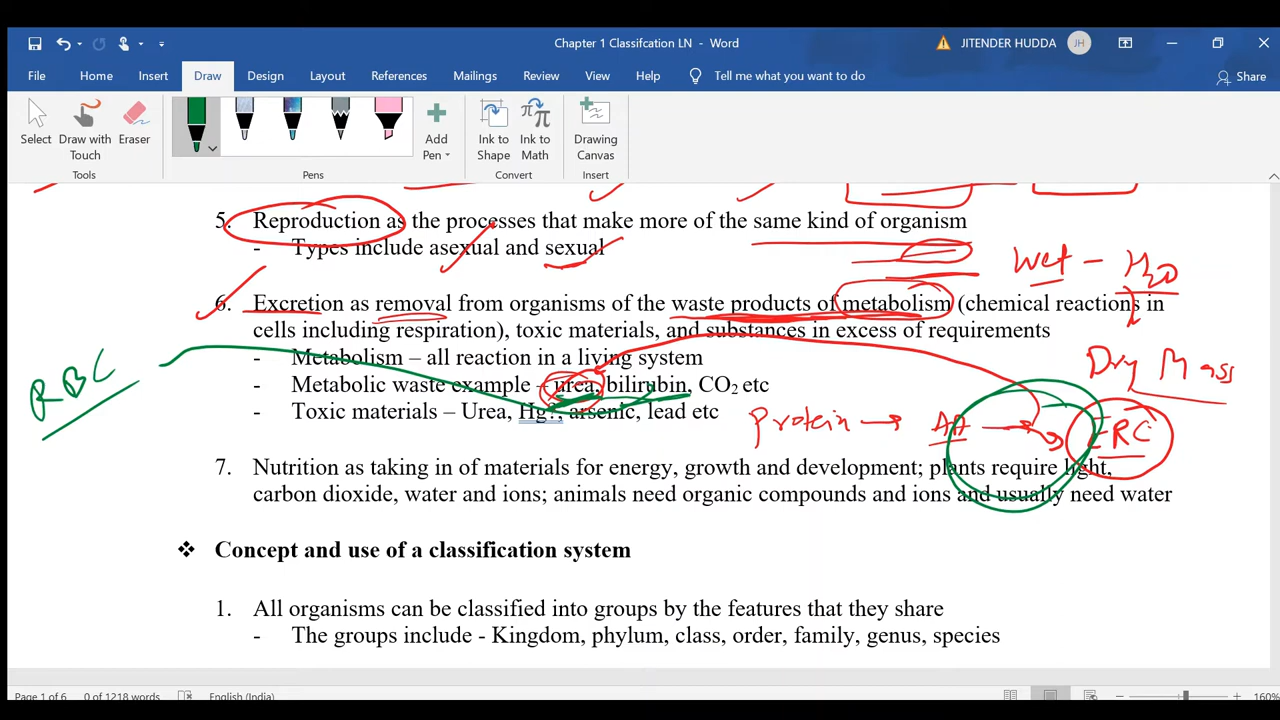 Chapter 1 Classifcation LN - Word
JITENDER HUDDA
JH
File Home Insert Draw Design Layout References Mailings Review View Help Tell me what you want to do Share
Select Draw with Touch Eraser Add Pen Ink to Shape Ink to Math Drawing Canvas
Tools Pens Convert Insert
5. Reproduction as the processes that make more of the same kind of organism
- Types include asexual and sexual
Wet - H2O
6. Excretion as removal from organisms of the waste products of metabolism (chemical reactions in
cells including respiration), toxic materials, and substances in excess of requirements
- Metabolism – all reaction in a living system
Dry Mass
RBC
- Metabolic waste example – urea, bilirubin, CO2 etc
- Toxic materials – Urea, Hg?, arsenic, lead etc
Protein → AA →
7. Nutrition as taking in of materials for energy, growth and development; plants require light,
carbon dioxide, water and ions; animals need organic compounds and ions and usually need water
❖ Concept and use of a classification system
1. All organisms can be classified into groups by the features that they share
- The groups include - Kingdom, phylum, class, order, family, genus, species
Page 1 of 6 0 of 1218 words English (India) 160%